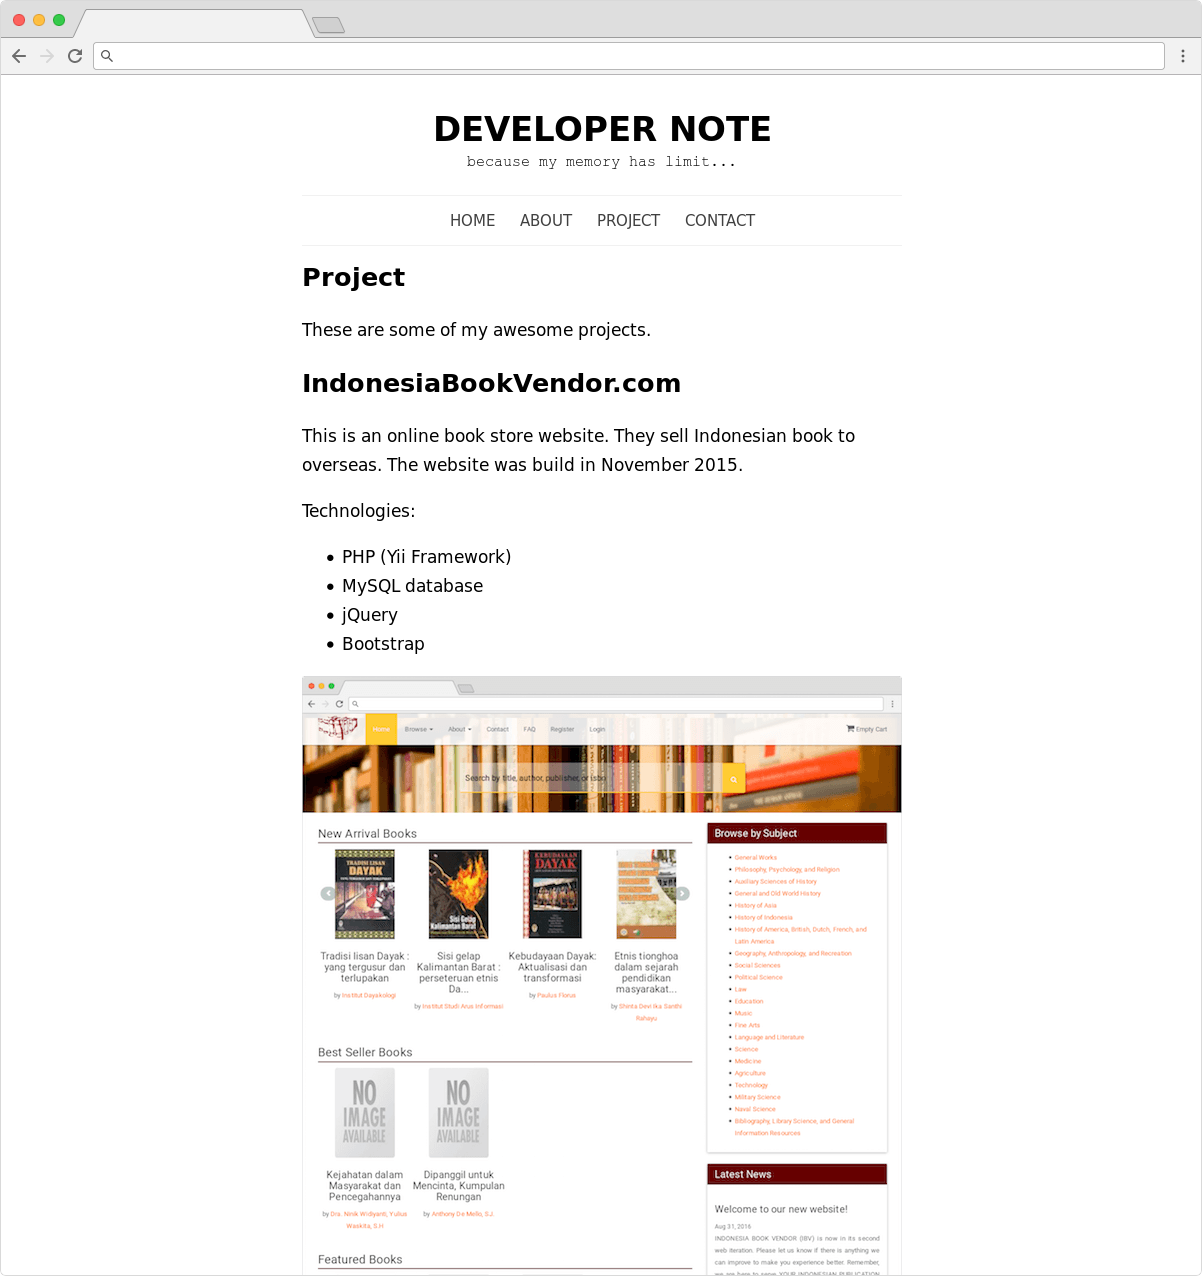 DEVELOPER NOTE
because my memory has limit...
HOME ABOUT PROJECT CONTACT
Project
These are some of my awesome projects.
IndonesiaBookVendor.com
This is an online book store website. They sell Indonesian book to
overseas. The website was build in November 2015.
Technologies:
PHP (Yii Framework)
MySQL database
jQuery
Bootstrap
Home Browse About Contact FAQ Register Login Empty Cart
Search by title, author, publisher, or isbn
New Arrival Books
TRADISI LISAN
DAYAK
Sisi Gelap
Kalimantan Barat
KEBUDAYAAN
DAYAK
Tradisi lisan Dayak :
yang tergusur dan
terlupakan
by Institut Dayakologi
Sisi gelap
Kalimantan Barat :
perseteruan etnis
Da...
by Institut Studi Arus Informasi
Kebudayaan Dayak:
Aktualisasi dan
transformasi
by Paulus Florus
Etnis tionghoa
dalam sejarah
pendidikan
masyarakat...
by Shinta Devi Ika Santhi
Rahayu
Best Seller Books
NO
IMAGE
AVAILABLE
NO
IMAGE
AVAILABLE
Kejahatan dalam
Masyarakat dan
Pencegahannya
by Dra. Ninik Widiyanti, Yulius
Waskita, S.H.
Dipanggil untuk
Mencinta, Kumpulan
Renungan
by Anthony De Mello, S.J.
Featured Books
Browse by Subject
General Works
Philosophy, Psychology, and Religion
Auxiliary Sciences of History
General and Old World History
History of Asia
History of Indonesia
History of America, British, Dutch, French, and
Latin America
Geography, Anthropology, and Recreation
Social Sciences
Political Science
Law
Education
Music
Fine Arts
Language and Literature
Science
Medicine
Agriculture
Technology
Military Science
Naval Science
Bibliography, Library Science, and General
Information Resources
Latest News
Welcome to our new website!
Aug 31, 2016
INDONESIA BOOK VENDOR (IBV) is now in its second
web iteration. Please let us know if there is anything we
can improve to make you experience better. Remember,
we are here to serve YOUR INDONESIAN PUBLICATION